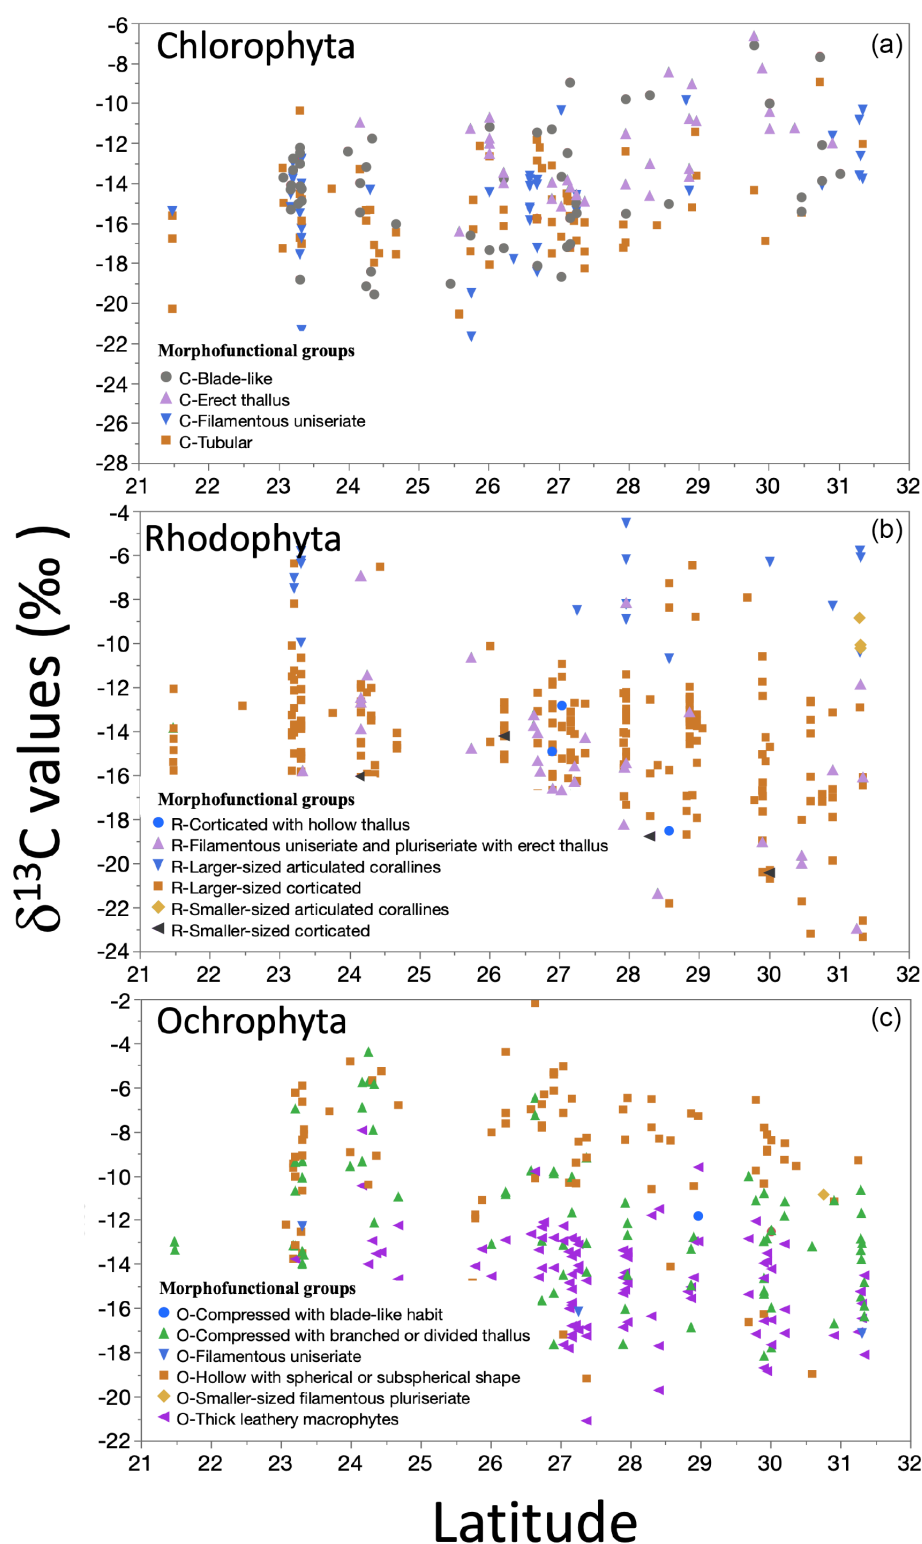 δ13C values (‰)
Chlorophyta
(a)
-6
-8
-10
-12
-14
-16
-18
-20
-22
-24
-26
-28
Morphofunctional groups
C-Blade-like
C-Erect thallus
C-Filamentous uniseriate
C-Tubular
21 22 23 24 25 26 27 28 29 30 31 32
Rhodophyta
(b)
-4
-6
-8
-10
-12
-14
-16
-18
-20
-22
-24
Morphofunctional groups
R-Corticated with hollow thallus
R-Filamentous uniseriate and pluriseriate with erect thallus
R-Larger-sized articulated corallines
R-Larger-sized corticated
R-Smaller-sized articulated corallines
R-Smaller-sized corticated
21 22 23 24 25 26 27 28 29 30 31 32
Ochrophyta
(c)
-2
-4
-6
-8
-10
-12
-14
-16
-18
-20
-22
Morphofunctional groups
O-Compressed with blade-like habit
O-Compressed with branched or divided thallus
O-Filamentous uniseriate
O-Hollow with spherical or subspherical shape
O-Smaller-sized filamentous pluriseriate
O-Thick leathery macrophytes
21 22 23 24 25 26 27 28 29 30 31 32
Latitude